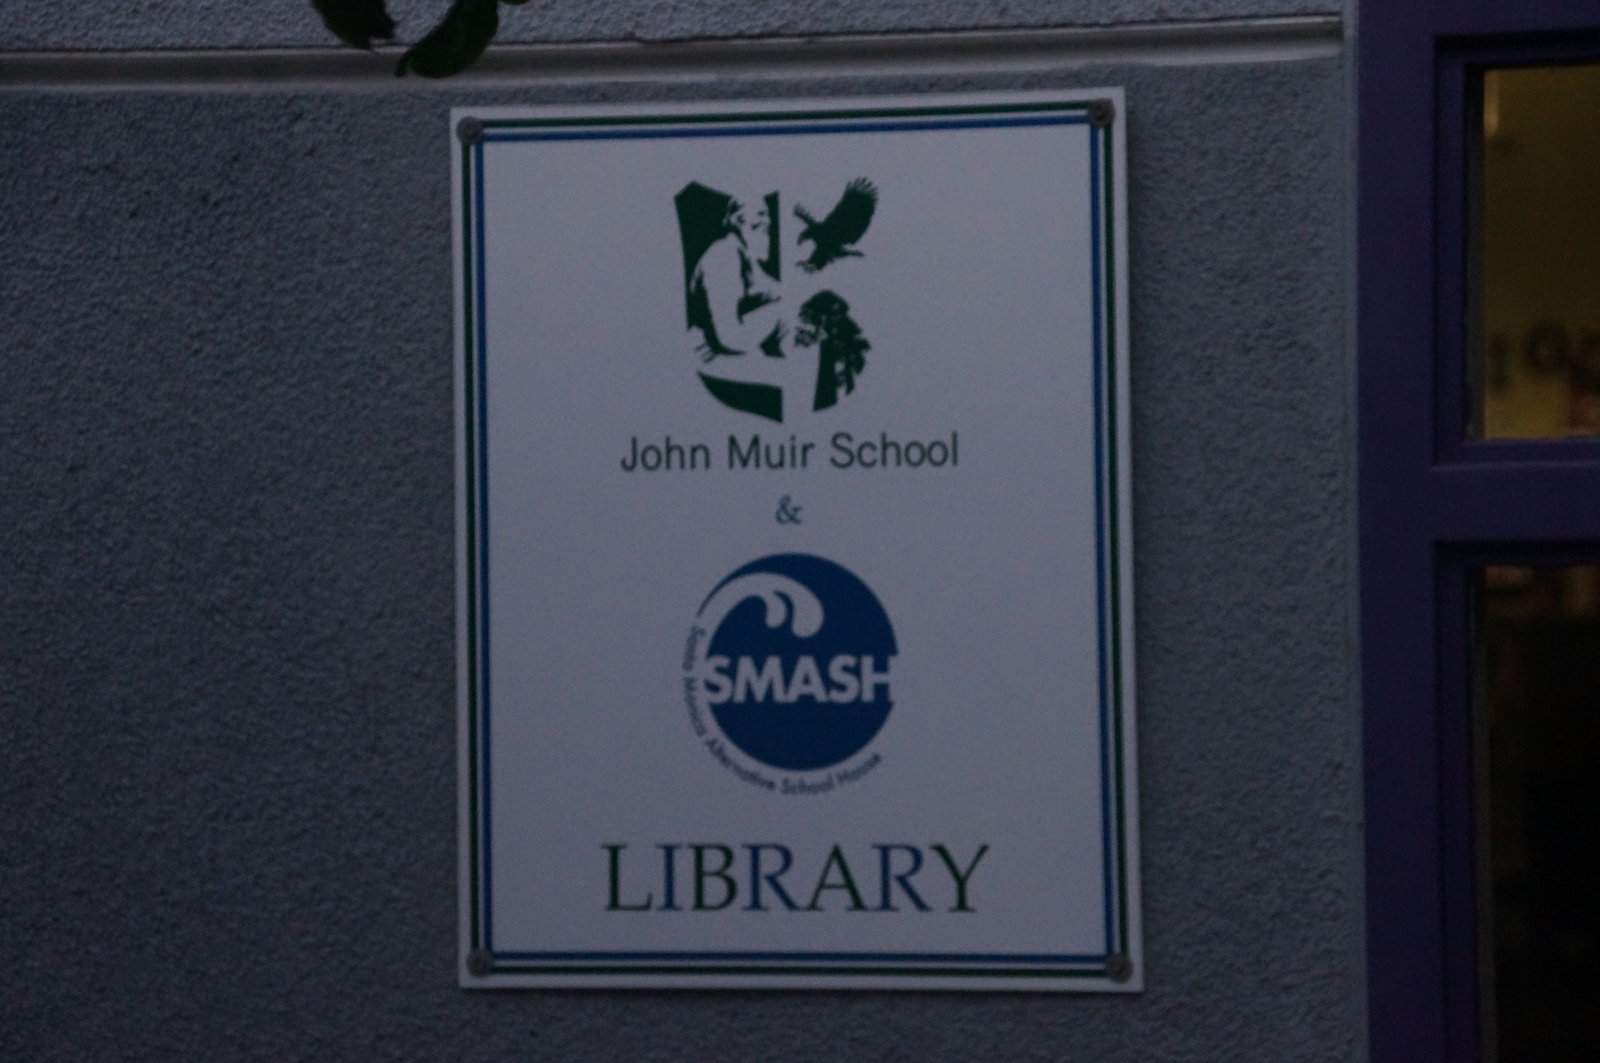 John Muir School
&
SMASH
Santa Monica Alternative School House
LIBRARY